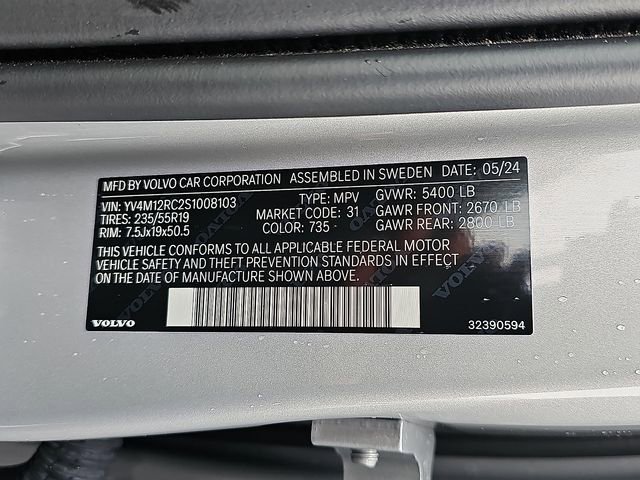 MFD BY VOLVO CAR CORPORATION ASSEMBLED IN SWEDEN DATE: 05/24
VIN: YV4M12RC2S1008103 TYPE: MPV GVWR: 5400 LB
TIRES: 235/55R19 MARKET CODE: 31 GAWR FRONT: 2670 LB
RIM: 7.5Jx19x50.5 COLOR: 735 GAWR REAR: 2800 LB
THIS VEHICLE CONFORMS TO ALL APPLICABLE FEDERAL MOTOR
VEHICLE SAFETY AND THEFT PREVENTION STANDARDS IN EFFECT
ON THE DATE OF MANUFACTURE SHOWN ABOVE.
VOLVO 32390594